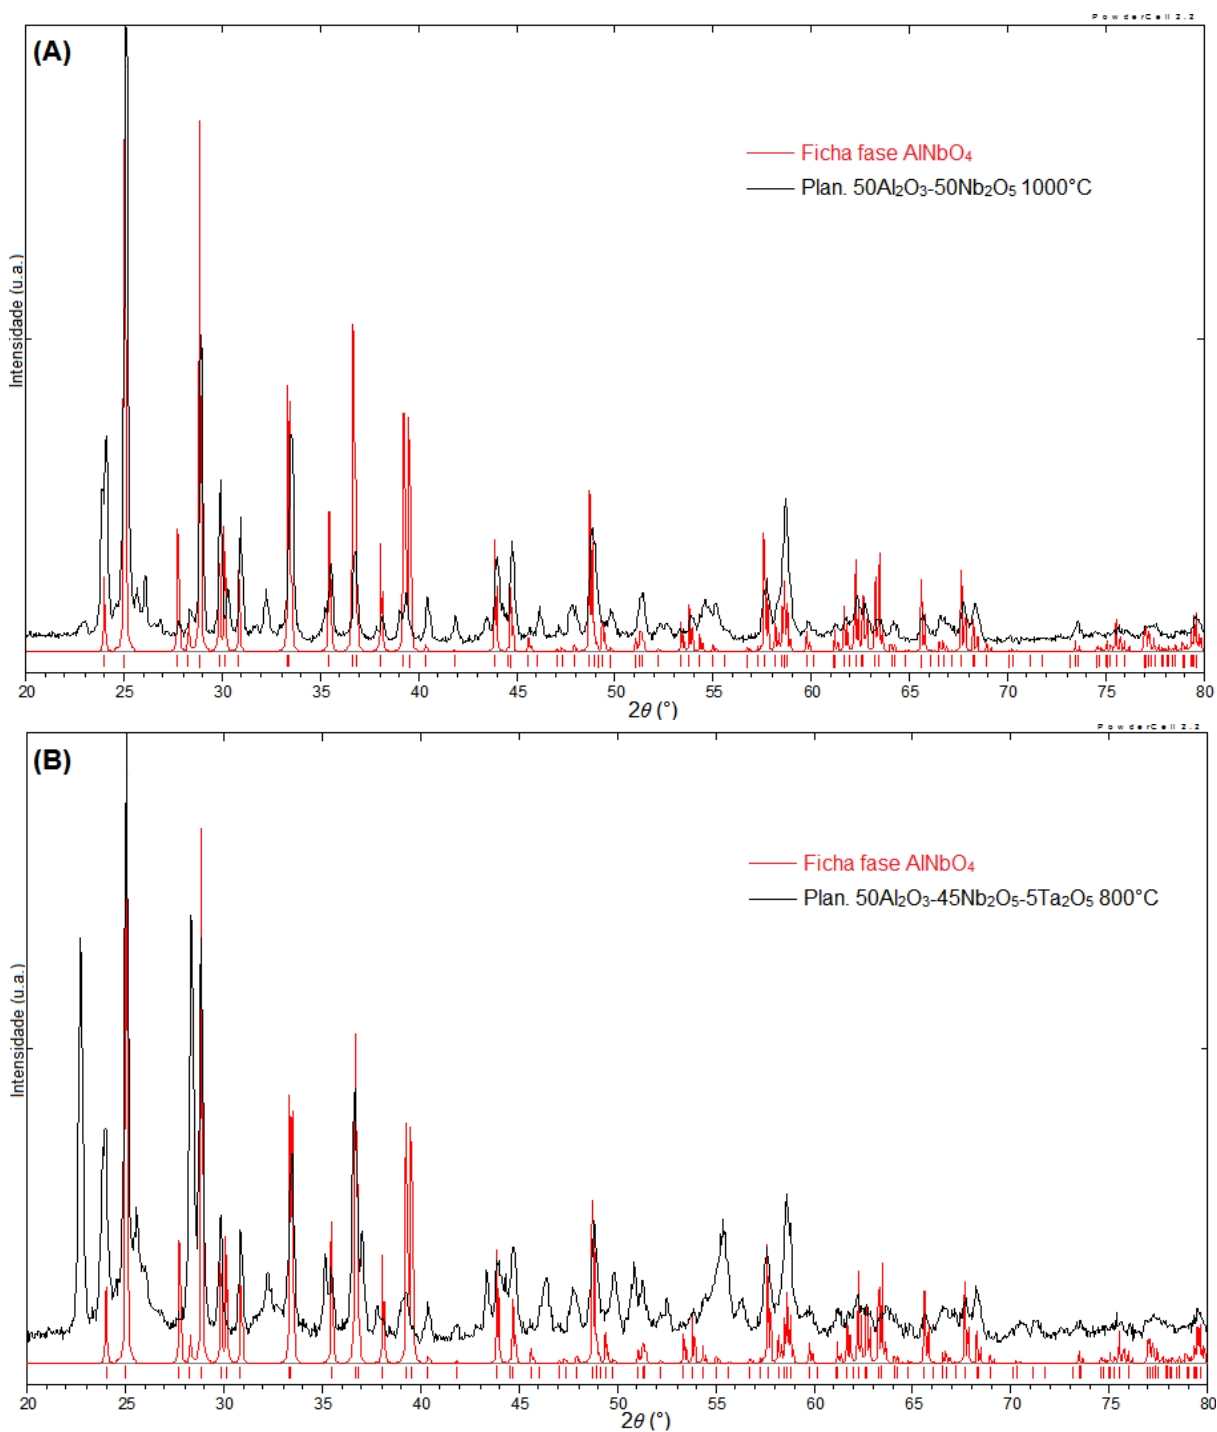 PowderCell 2.2
(A)
Ficha fase AlNbO₄
Plan. 50Al₂O₃-50Nb₂O₅ 1000°C
Intensidade (u.a.)
20 25 30 35 40 45 50 55 60 65 70 75 80
2θ (°)
PowderCell 2.2
(B)
Ficha fase AlNbO₄
Plan. 50Al₂O₃-45Nb₂O₅-5Ta₂O₅ 800°C
Intensidade (u.a.)
20 25 30 35 40 45 50 55 60 65 70 75 80
2θ (°)